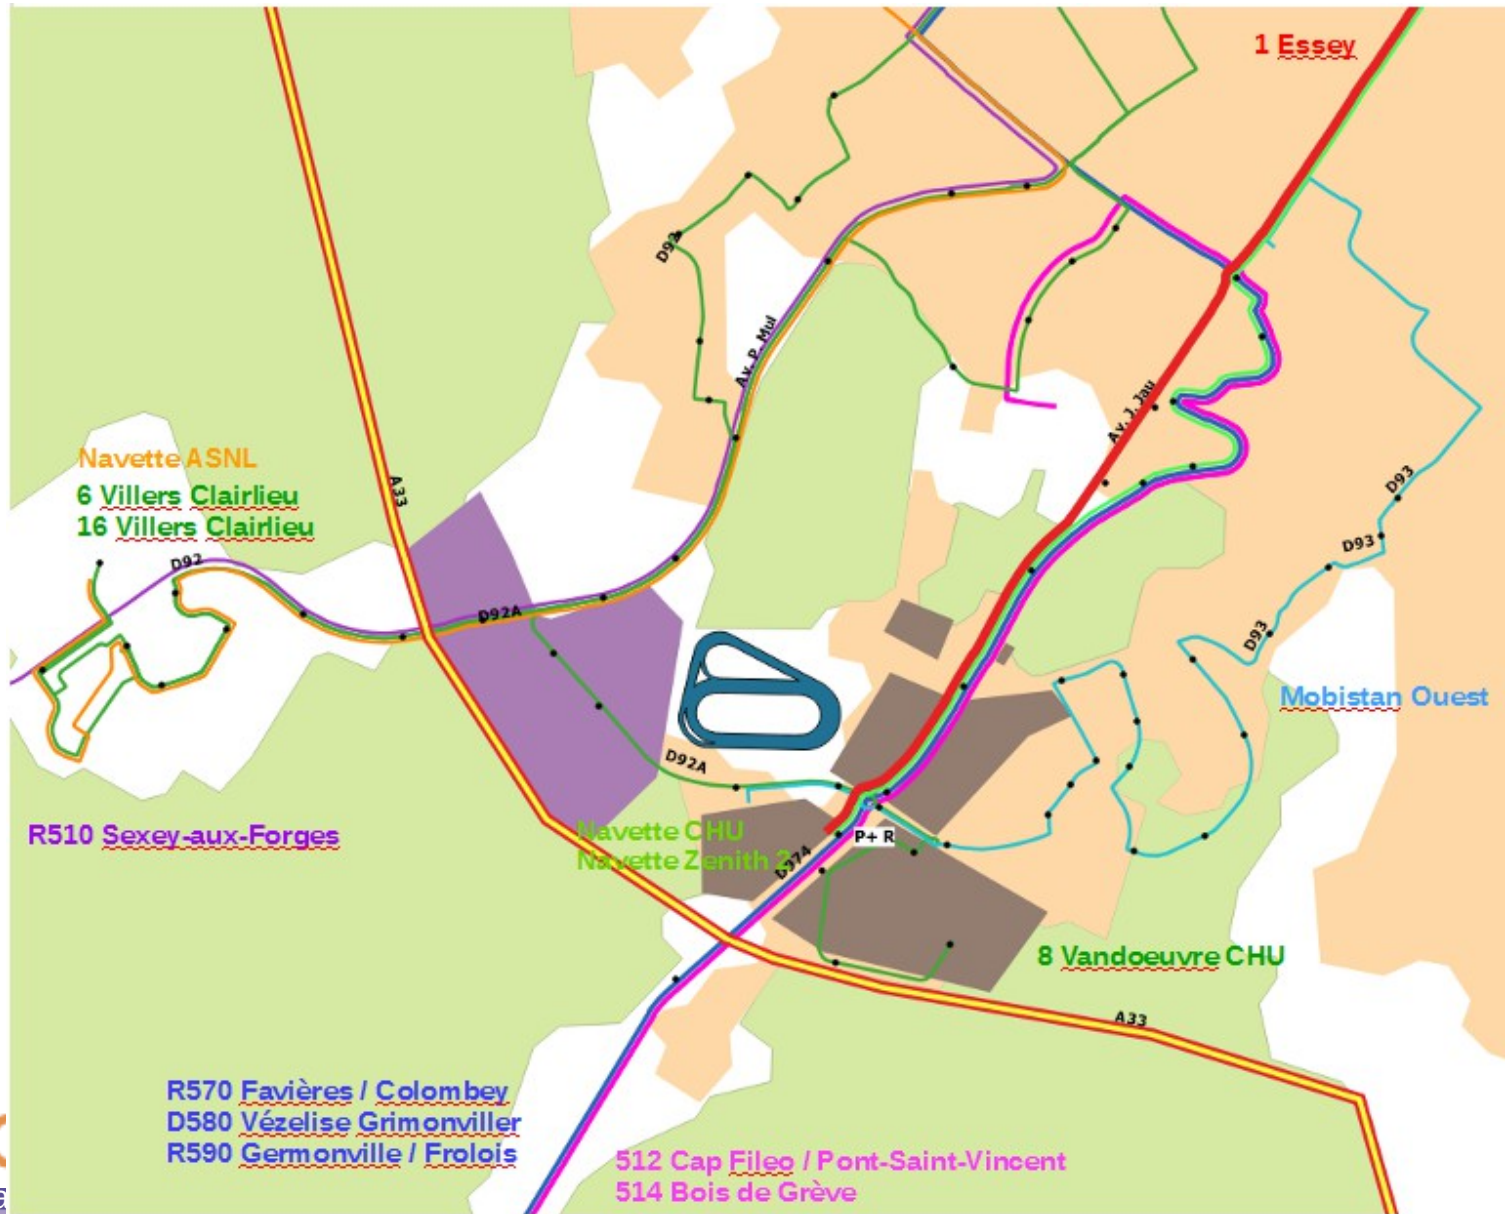 1 Essey
D93
Av. P. Mul
Av. J. Jau
Navette ASNL
6 Villers Clairlieu
16 Villers Clairlieu
A33
D93
D93
D92
D92A
D93
Mobistan Ouest
D92A
R510 Sexey-aux-Forges
Navette CHU
Navette Zenith 2
P+ R
D974
8 Vandoeuvre CHU
A33
R570 Favières / Colombey
D580 Vézelise Grimonviller
R590 Germonville / Frolois
512 Cap Fileo / Pont-Saint-Vincent
514 Bois de Grève